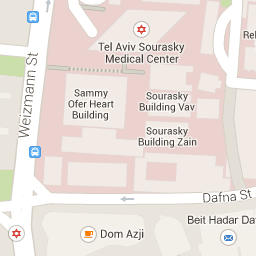 Tel Aviv Sourasky
Medical Center
Rel
Weizmann St
Sammy
Ofer Heart
Building
Sourasky
Building Vav
Sourasky
Building Zain
Dafna St
Beit Hadar Da
Dom Azji